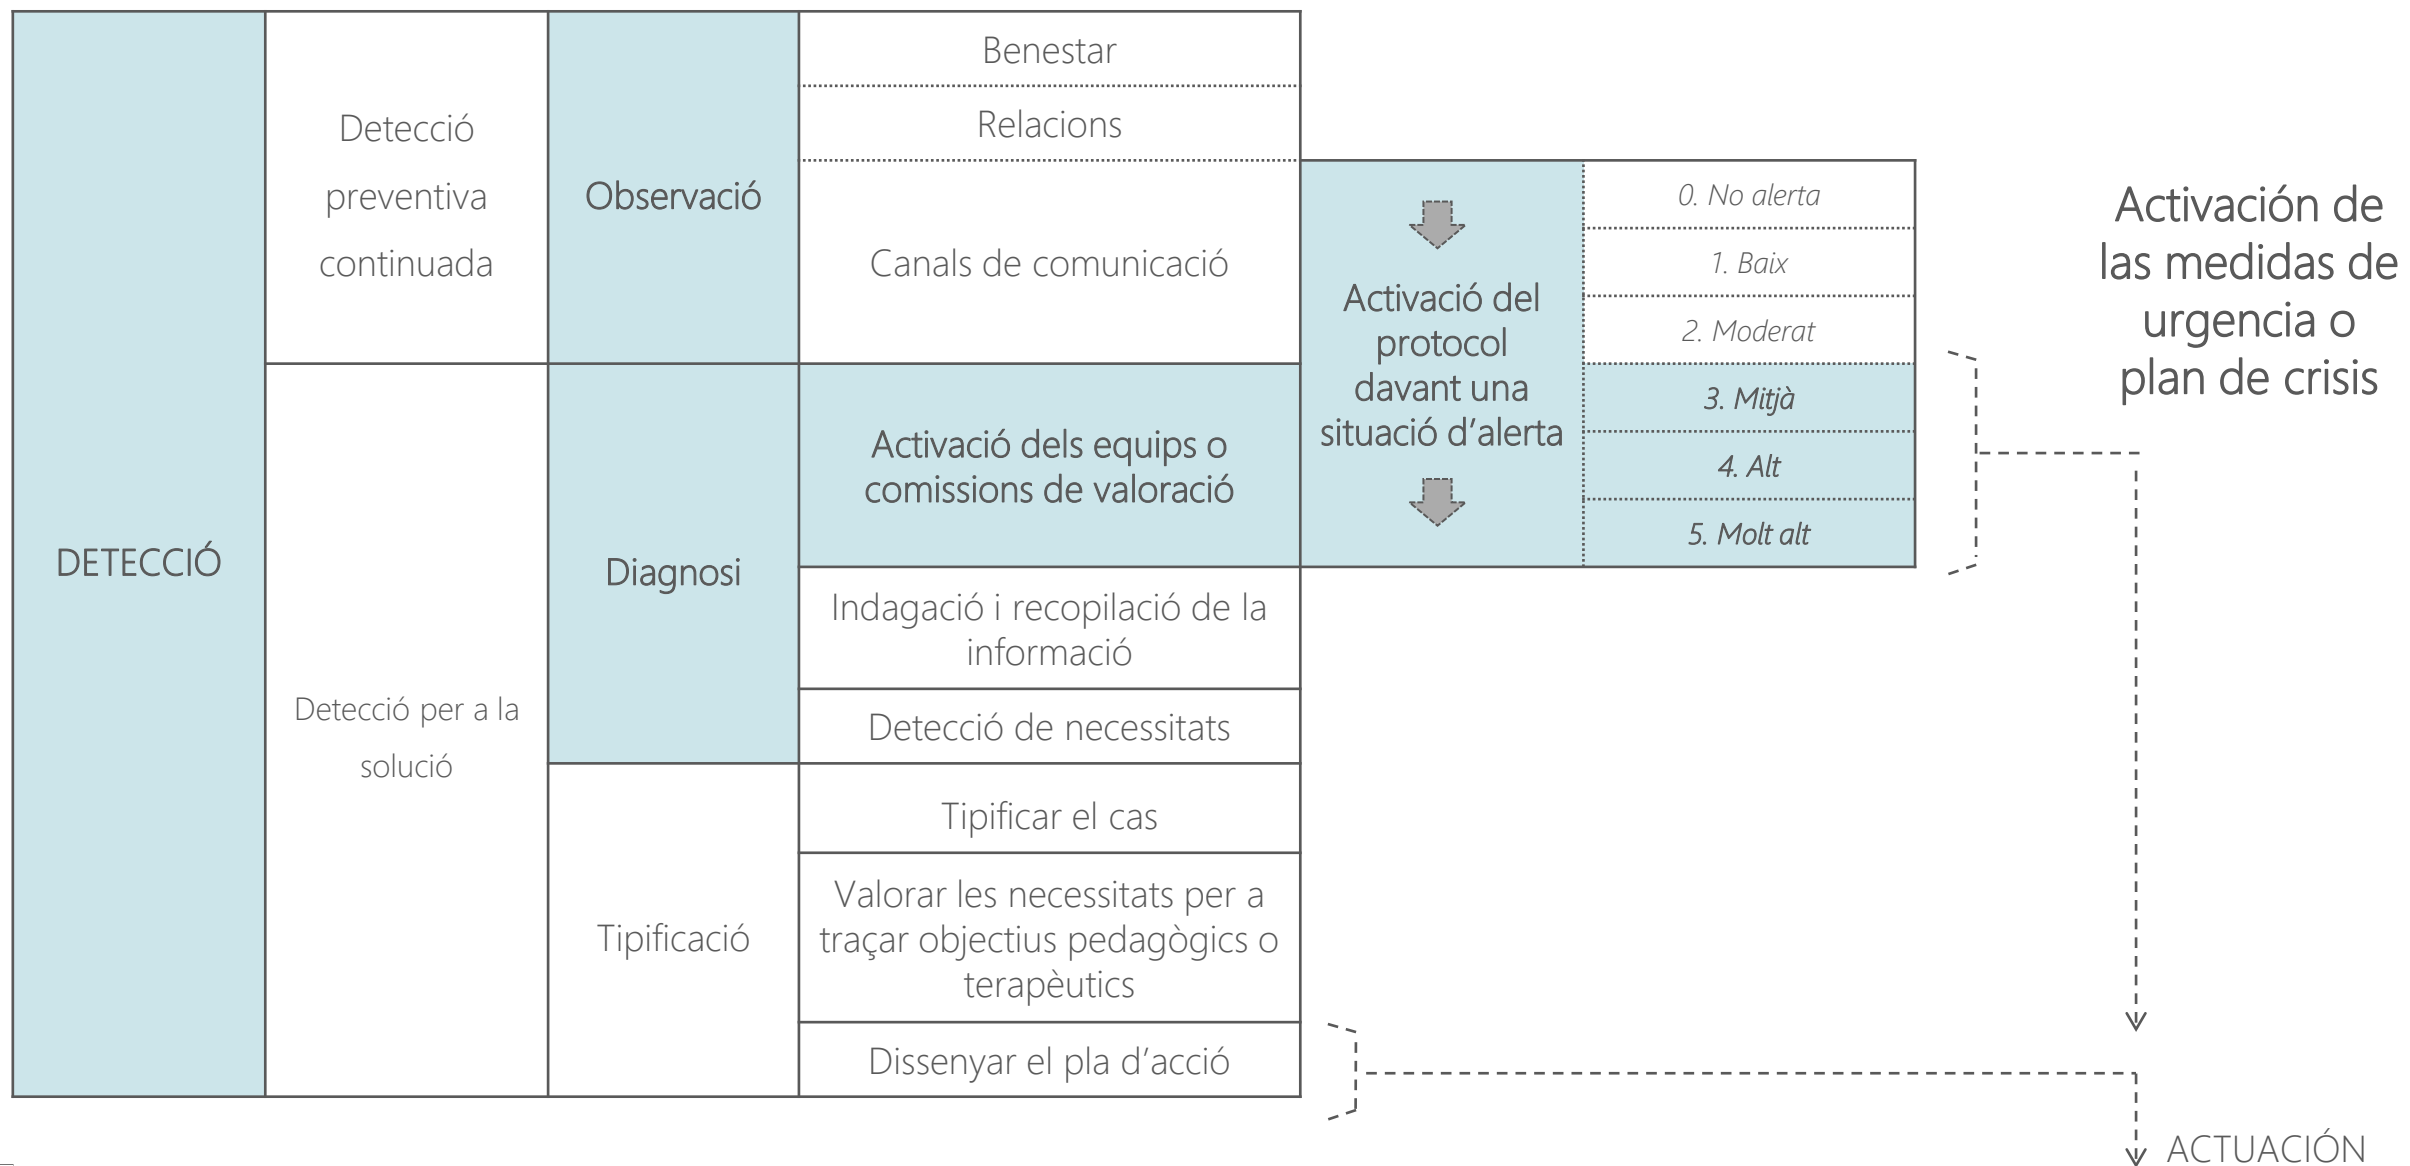 DETECCIÓ
Detecció
preventiva
continuada
Observació
Benestar
Relacions
Canals de comunicació
Activació del
protocol
davant una
situació d’alerta
0. No alerta
1. Baix
2. Moderat
3. Mitjà
4. Alt
5. Molt alt
Activación de
las medidas de
urgencia o
plan de crisis
Detecció per a la
solució
Diagnosi
Activació dels equips o
comissions de valoració
Indagació i recopilació de la
informació
Detecció de necessitats
Tipificació
Tipificar el cas
Valorar les necessitats per a
traçar objectius pedagògics o
terapèutics
Dissenyar el pla d’acció
ACTUACIÓN